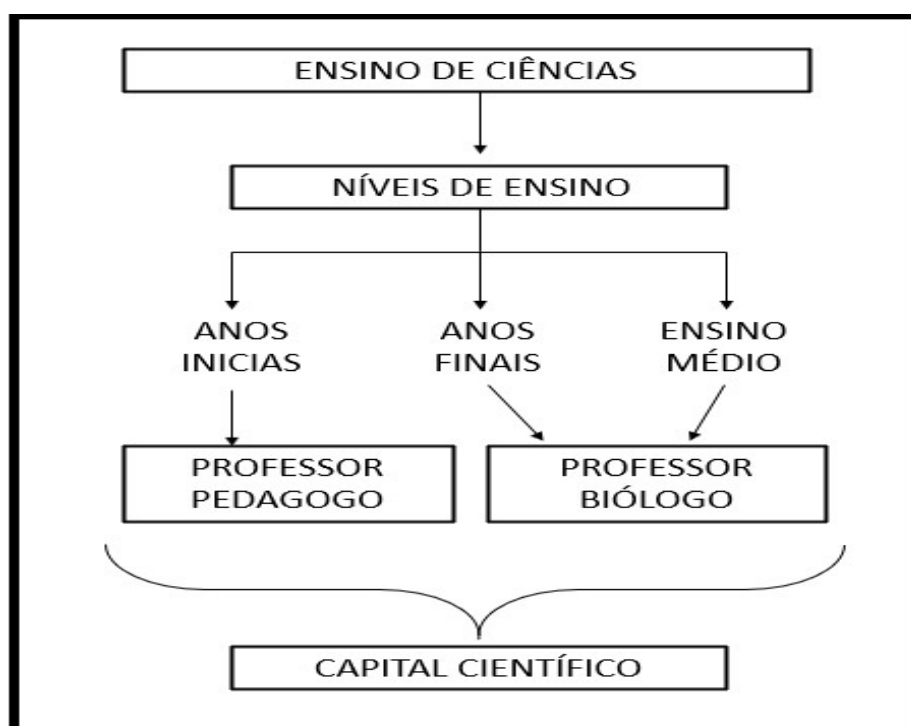 ENSINO DE CIÊNCIAS
NÍVEIS DE ENSINO
ANOS
INICIAS
ANOS
FINAIS
ENSINO
MÉDIO
PROFESSOR
PEDAGOGO
PROFESSOR
BIÓLOGO
CAPITAL CIENTÍFICO